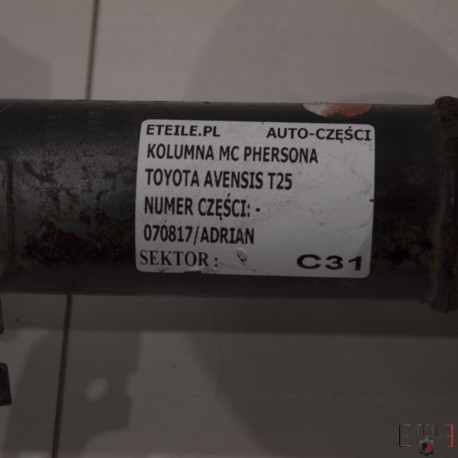 ETEILE.PL AUTO-CZĘŚCI
KOLUMNA MC PHERSONA
TOYOTA AVENSIS T25
NUMER CZĘŚCI: -
070817/ADRIAN
SEKTOR : C31